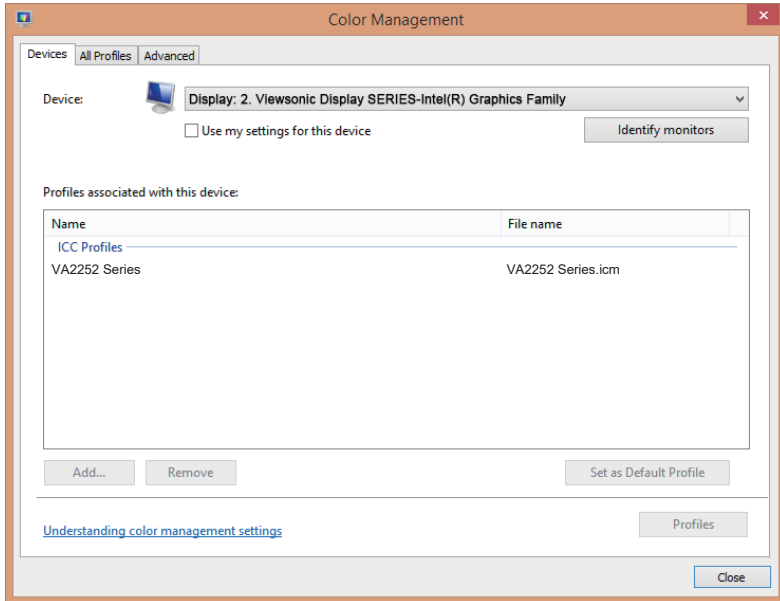 Color Management
Devices All Profiles Advanced
Device: Display: 2. Viewsonic Display SERIES-Intel(R) Graphics Family
Use my settings for this device Identify monitors
Profiles associated with this device:
Name File name
ICC Profiles
VA2252 Series VA2252 Series.icm
Add... Remove Set as Default Profile
Understanding color management settings Profiles
Close